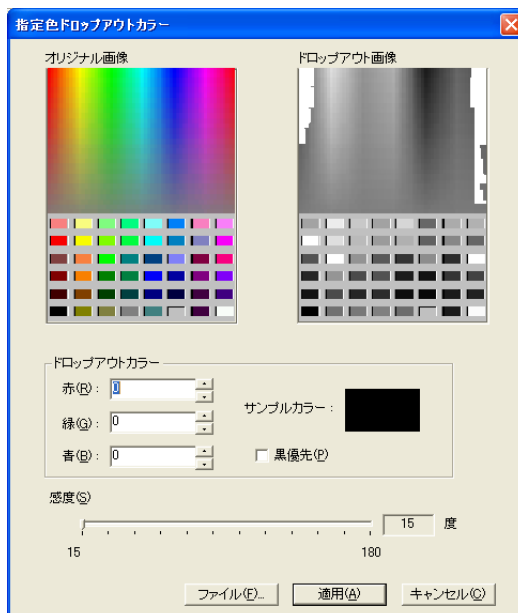 指定色ドロップアウトカラー
オリジナル画像
ドロップアウト画像
ドロップアウトカラー
赤(R): 0
緑(G): 0
青(B): 0
サンプルカラー:
黒優先(P)
感度(S)
15 度
15 180
ファイル(F)... 適用(A) キャンセル(C)